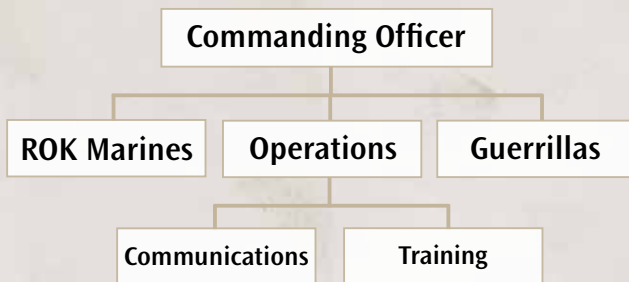 Commanding Officer
ROK Marines
Operations
Guerrillas
Communications
Training